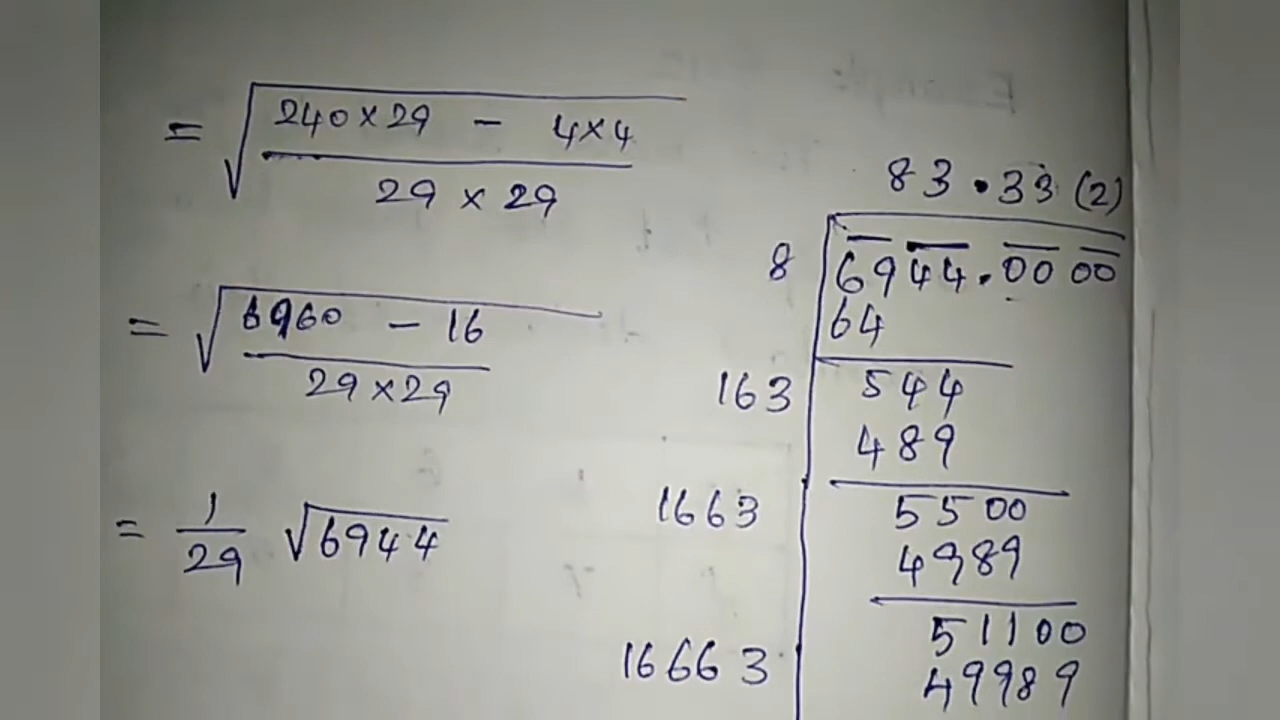 = √ 240×29 - 4×4
29 × 29
= √ 6960 - 16
29×29
= 1 √6944
29
83.33(2)
8 6944.0000
64
163 544
489
1663 5500
4989
16663 51100
49989